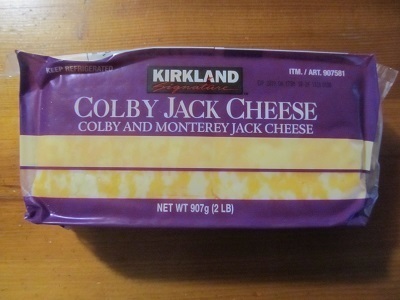 KEEP REFRIGERATED
KIRKLAND
Signature
ITM. / ART. 907581
COLBY JACK CHEESE
COLBY AND MONTEREY JACK CHEESE
NET WT 907g (2 LB)